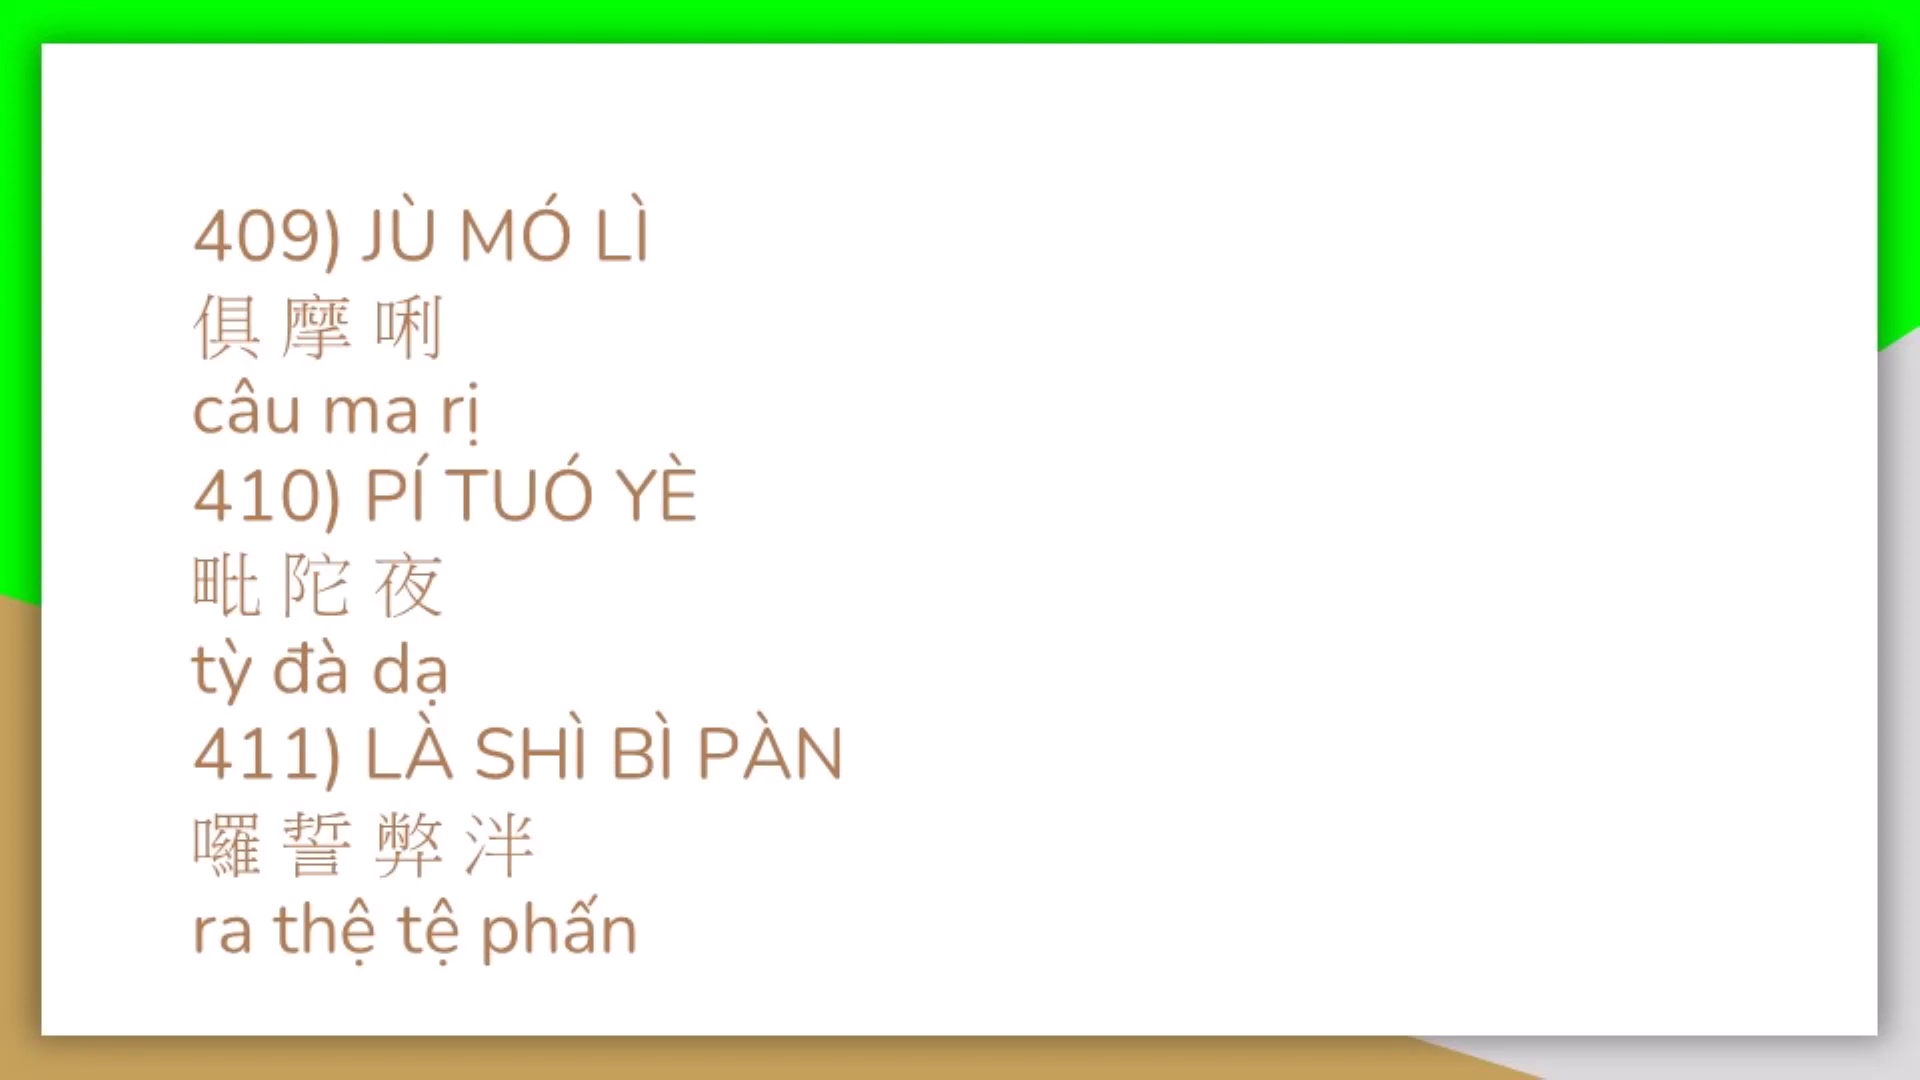 409) JÙ MÓ LÌ
俱 摩 唎
câu ma rị
410) PÍ TUÓ YÈ
毗 陀 夜
tỳ đà dạ
411) LÀ SHÌ BÌ PÀN
囉 誓 弊 泮
ra thệ tệ phấn